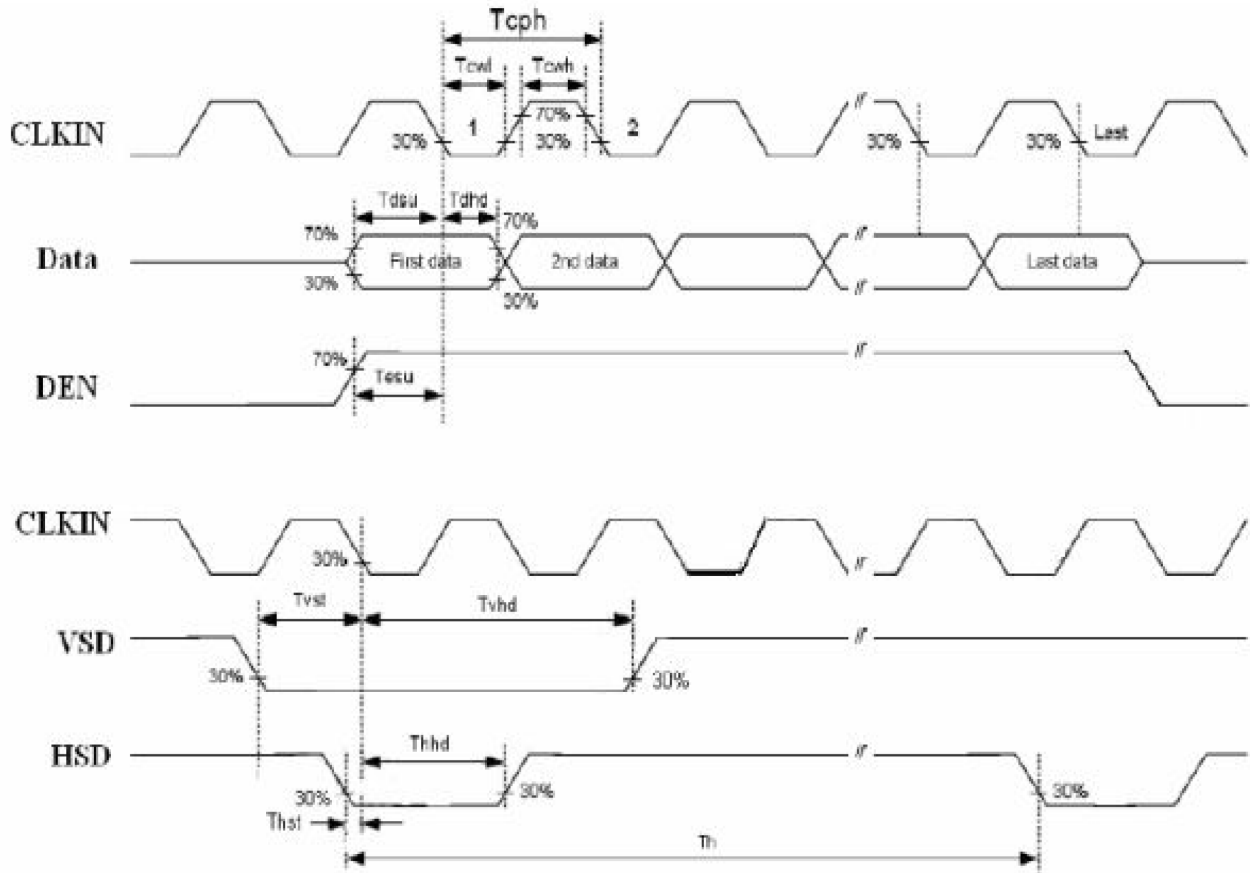 Tcph
Tcwl Tcwh
CLKIN 30% 1 70% 30% 2 30% 30% Last
Tdsu Tdhd
70% 70%
Data First data 2nd data Last data
30% 30%
70%
DEN Tesu
CLKIN
30%
Tvst Tvhd
VSD
30% 30%
HSD Thhd
30% 30% 30%
Thst
Th